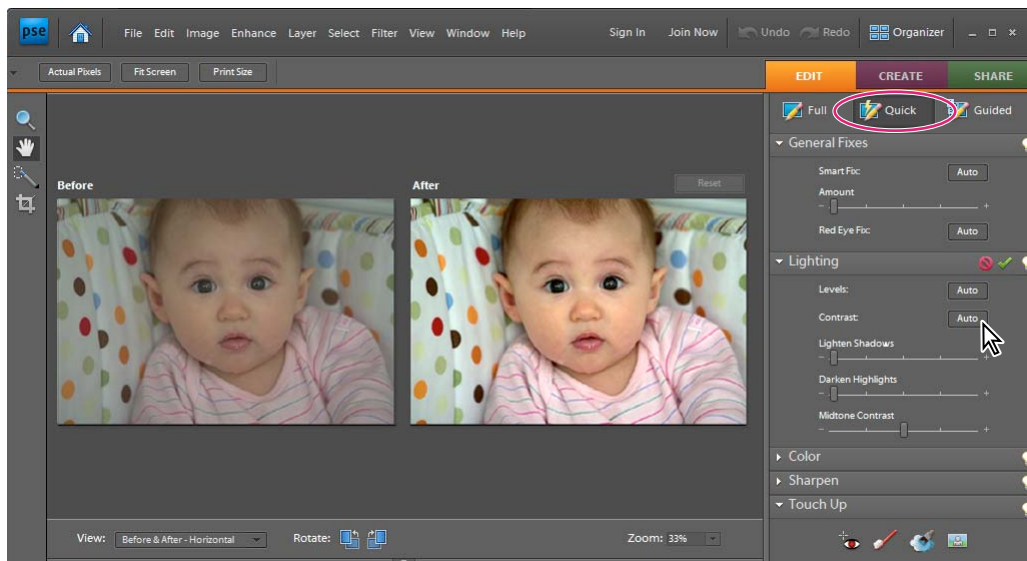 pse File Edit Image Enhance Layer Select Filter View Window Help Sign In Join Now Undo Redo Organizer
Actual Pixels Fit Screen Print Size EDIT CREATE SHARE
Full Quick Guided
General Fixes
Smart Fix: Auto
Amount
- +
Red Eye Fix: Auto
Lighting
Levels: Auto
Contrast: Auto
Lighten Shadows
- +
Darken Highlights
- +
Midtone Contrast
- +
Color
Sharpen
Touch Up
Before After Reset
View: Before & After - Horizontal Rotate: Zoom: 33%